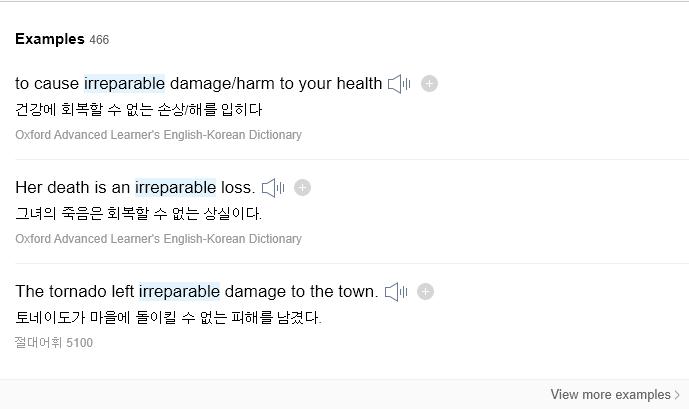 Examples 466
to cause irreparable damage/harm to your health
건강에 회복할 수 없는 손상/해를 입히다
Oxford Advanced Learner's English-Korean Dictionary
Her death is an irreparable loss.
그녀의 죽음은 회복할 수 없는 상실이다.
Oxford Advanced Learner's English-Korean Dictionary
The tornado left irreparable damage to the town.
토네이도가 마을에 돌이킬 수 없는 피해를 남겼다.
절대어휘 5100
View more examples